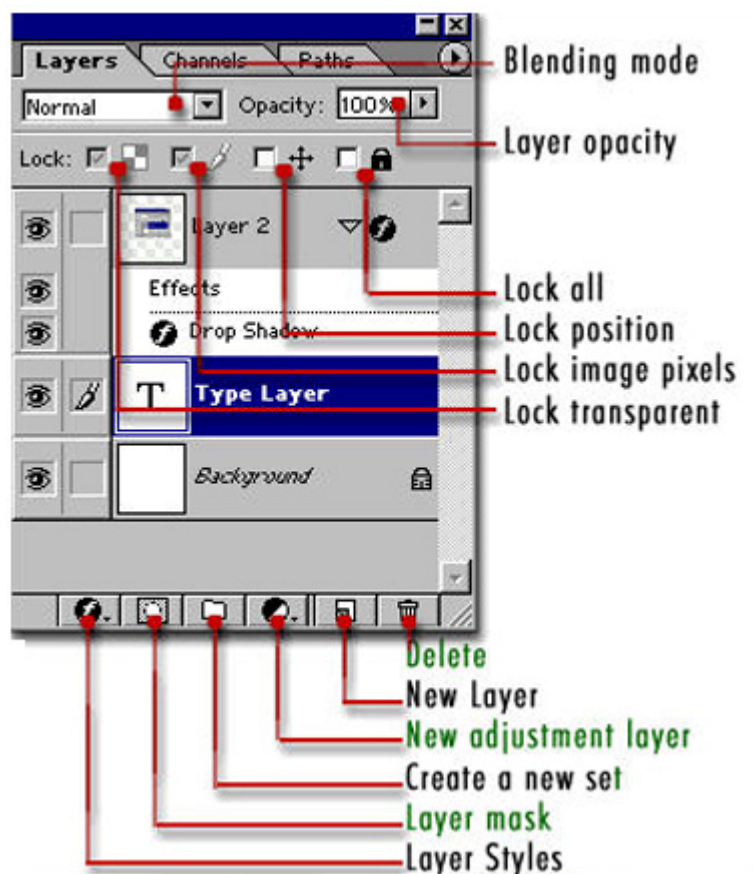 Layers Channels Paths
Blending mode
Normal Opacity: 100%
Layer opacity
Lock:
Layer 2
Effects
Lock all
Drop Shadow
Lock position
Lock image pixels
Type Layer
T
Lock transparent
Background
Delete
New Layer
New adjustment layer
Create a new set
Layer mask
Layer Styles